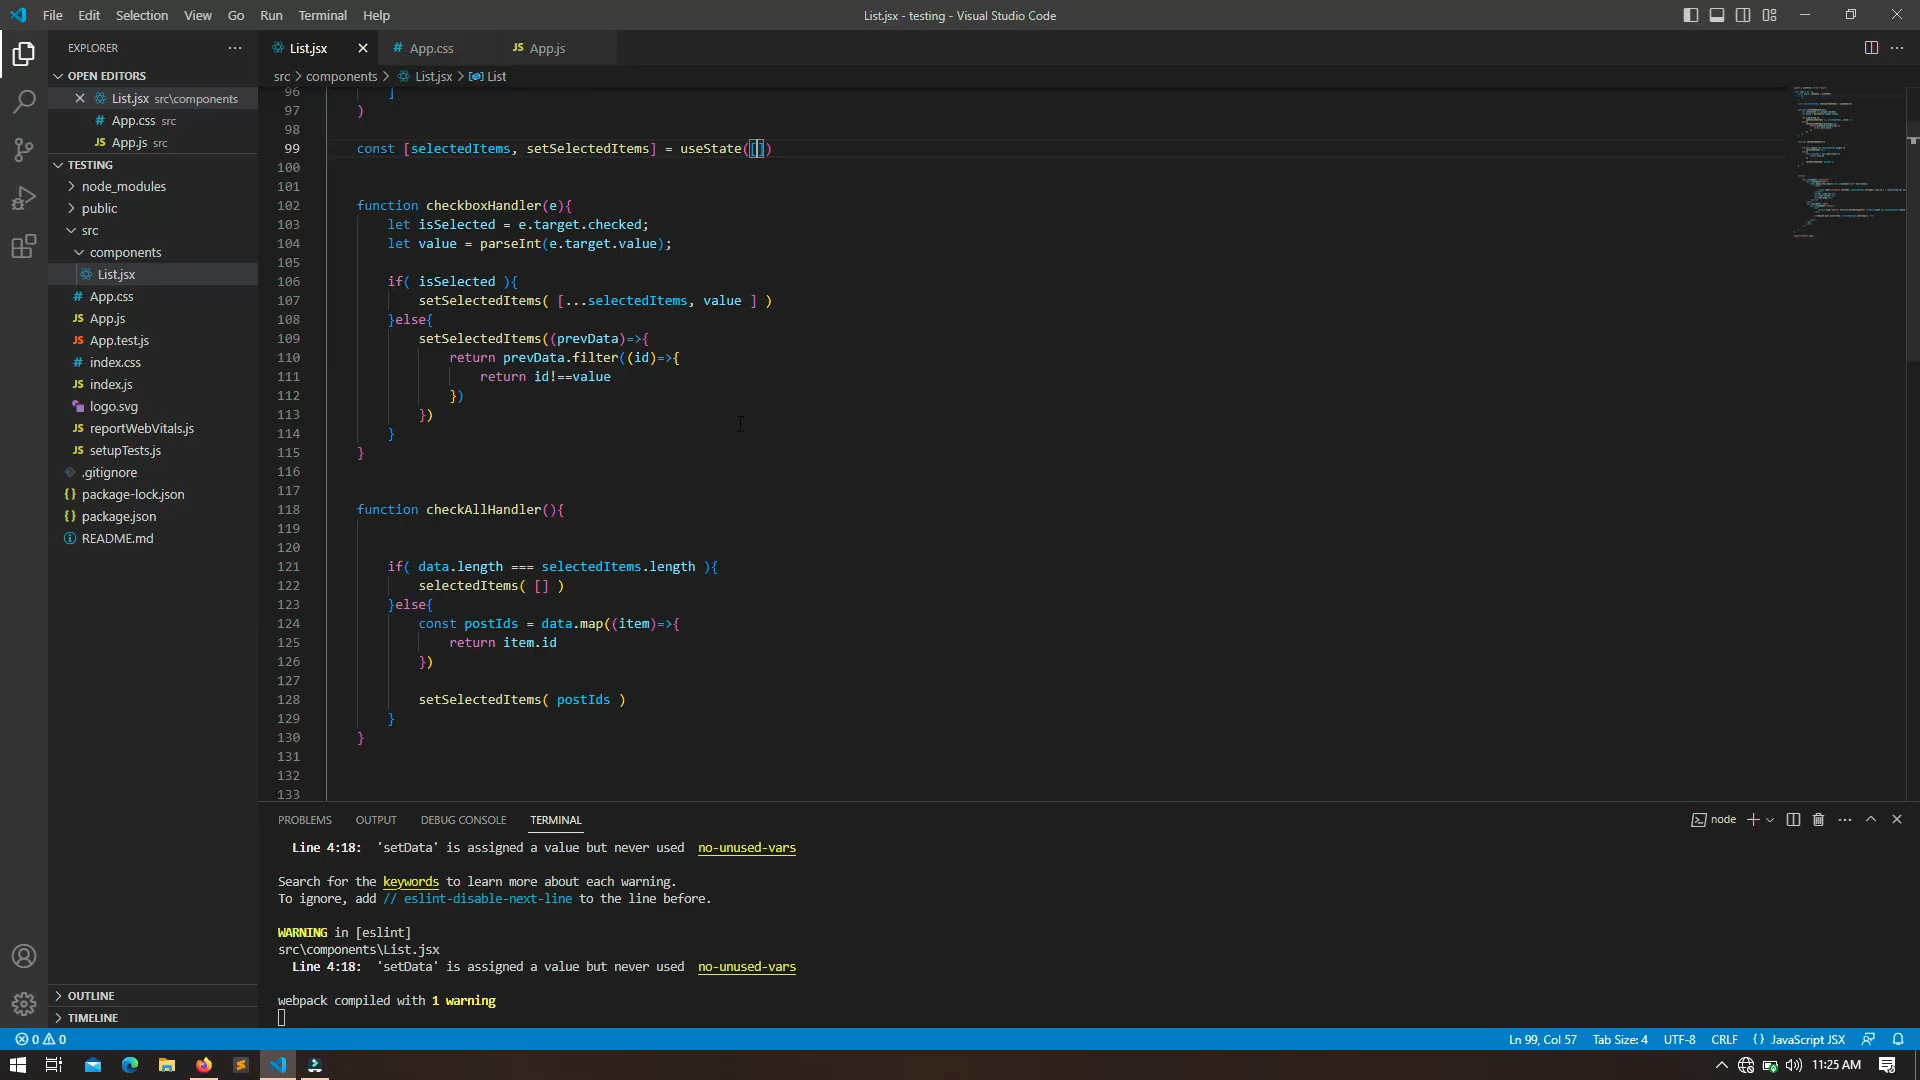 File Edit Selection View Go Run Terminal Help
List.jsx - testing - Visual Studio Code
EXPLORER
OPEN EDITORS
List.jsx src\components
App.css src
JS App.js src
TESTING
node_modules
public
src
components
List.jsx
# App.css
JS App.js
JS App.test.js
# index.css
JS index.js
logo.svg
JS reportWebVitals.js
JS setupTests.js
.gitignore
{} package-lock.json
{} package.json
README.md
OUTLINE
TIMELINE
List.jsx
# App.css
JS App.js
src > components > List.jsx > List
96 ]
97 )
98
99 const [selectedItems, setSelectedItems] = useState([])
100
101
102 function checkboxHandler(e){
103 let isSelected = e.target.checked;
104 let value = parseInt(e.target.value);
105
106 if( isSelected ){
107 setSelectedItems( [...selectedItems, value ] )
108 }else{
109 setSelectedItems((prevData)=>{
110 return prevData.filter((id)=>{
111 return id!==value
112 })
113 })
114 }
115 }
116
117
118 function checkAllHandler(){
119
120
121 if( data.length === selectedItems.length ){
122 selectedItems( [] )
123 }else{
124 const postIds = data.map((item)=>{
125 return item.id
126 })
127
128 setSelectedItems( postIds )
129 }
130 }
131
132
133
PROBLEMS OUTPUT DEBUG CONSOLE TERMINAL
node
Line 4:18: 'setData' is assigned a value but never used no-unused-vars
Search for the keywords to learn more about each warning.
To ignore, add // eslint-disable-next-line to the line before.
WARNING in [eslint]
src\components\List.jsx
Line 4:18: 'setData' is assigned a value but never used no-unused-vars
webpack compiled with 1 warning
0 0
Ln 99, Col 57 Tab Size: 4 UTF-8 CRLF {} JavaScript JSX
11:25 AM